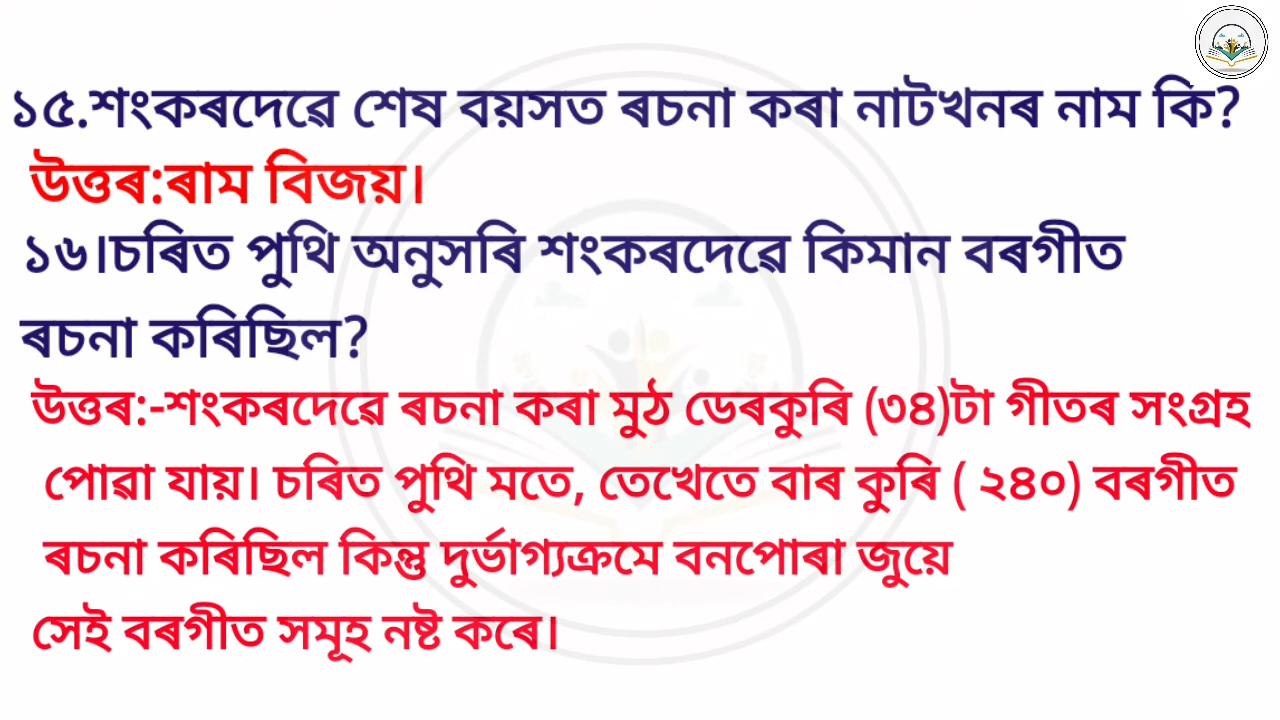 ১৫.শংকৰদেৱে শেষ বয়সত ৰচনা কৰা নাটখনৰ নাম কি?
উত্তৰ:ৰাম বিজয়।
১৬।চৰিত পুথি অনুসৰি শংকৰদেৱে কিমান বৰগীত
ৰচনা কৰিছিল?
উত্তৰ:-শংকৰদেৱে ৰচনা কৰা মুঠ ডেৰকুৰি (৩৪)টা গীতৰ সংগ্ৰহ
পোৱা যায়। চৰিত পুথি মতে, তেখেতে বাৰ কুৰি ( ২৪০) বৰগীত
ৰচনা কৰিছিল কিন্তু দুৰ্ভাগ্যক্ৰমে বনপোৰা জুয়ে
সেই বৰগীত সমূহ নষ্ট কৰে।